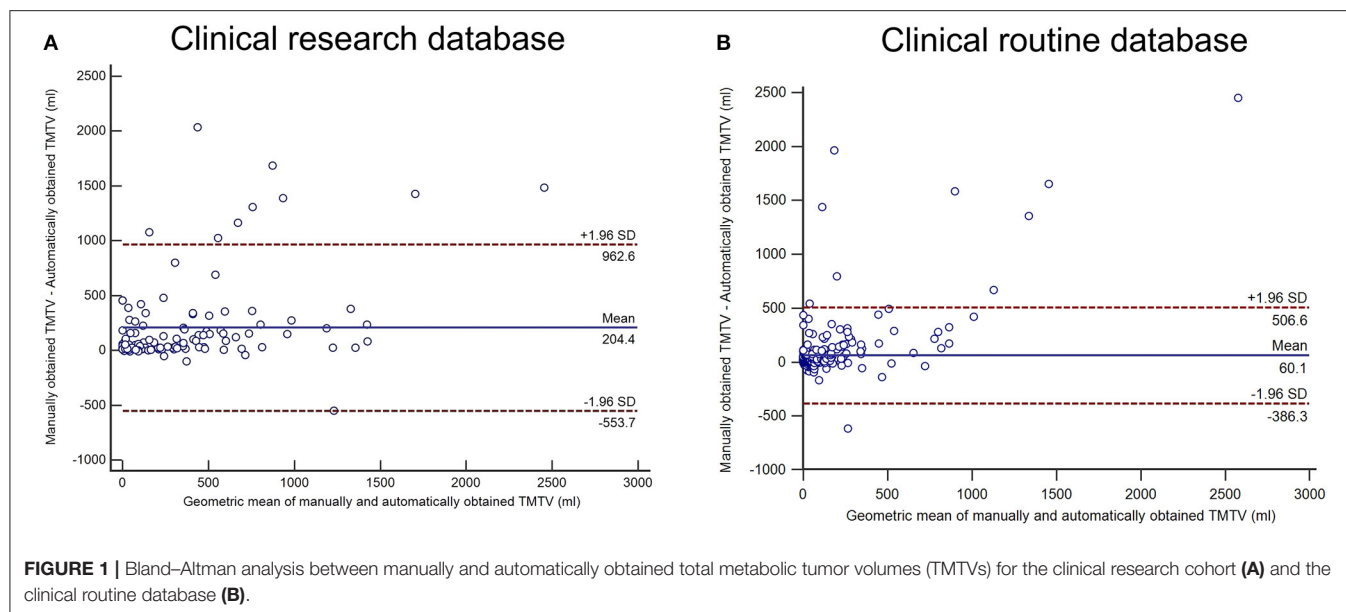 A
Clinical research database
Manually obtained TMTV - Automatically obtained TMTV (ml)
2500
2000
1500
1000
500
0
-500
-1000
+1.96 SD
962.6
Mean
204.4
-1.96 SD
-553.7
0 500 1000 1500 2000 2500 3000
Geometric mean of manually and automatically obtained TMTV (ml)
B
Clinical routine database
Manually obtained TMTV - Automatically obtained TMTV (ml)
2500
2000
1500
1000
500
0
-500
-1000
+1.96 SD
506.6
Mean
60.1
-1.96 SD
-386.3
0 500 1000 1500 2000 2500 3000
Geometric mean of manually and automatically obtained TMTV (ml)
FIGURE 1 | Bland–Altman analysis between manually and automatically obtained total metabolic tumor volumes (TMTVs) for the clinical research cohort (A) and the
clinical routine database (B).